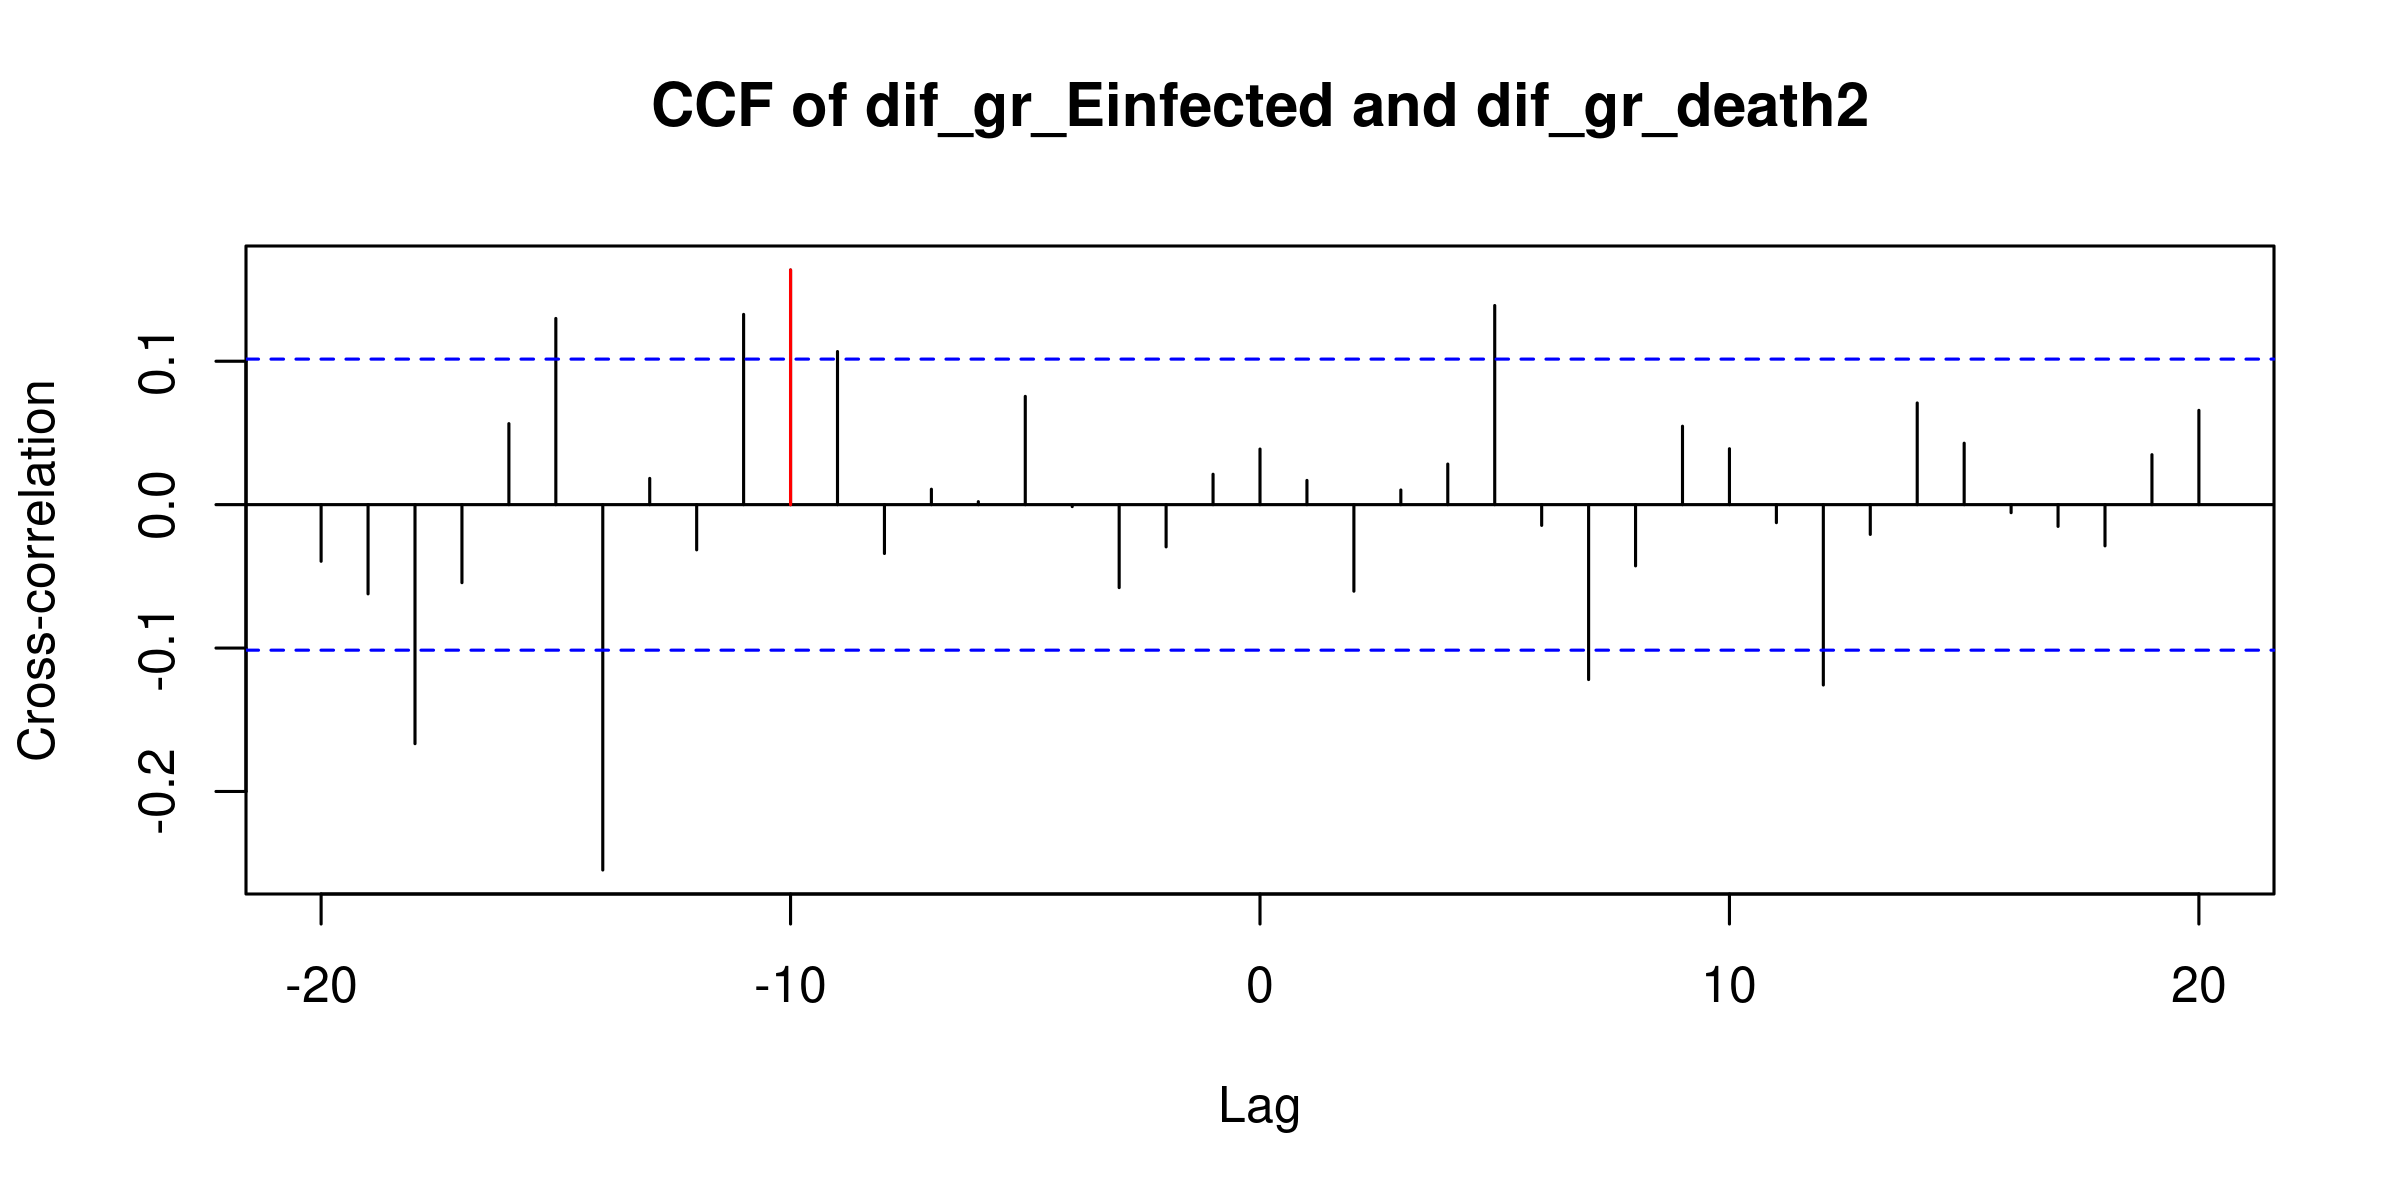 CCF of dif_gr_Einfected and dif_gr_death2
Cross-correlation
0.1
0.0
-0.1
-0.2
-20 -10 0 10 20
Lag